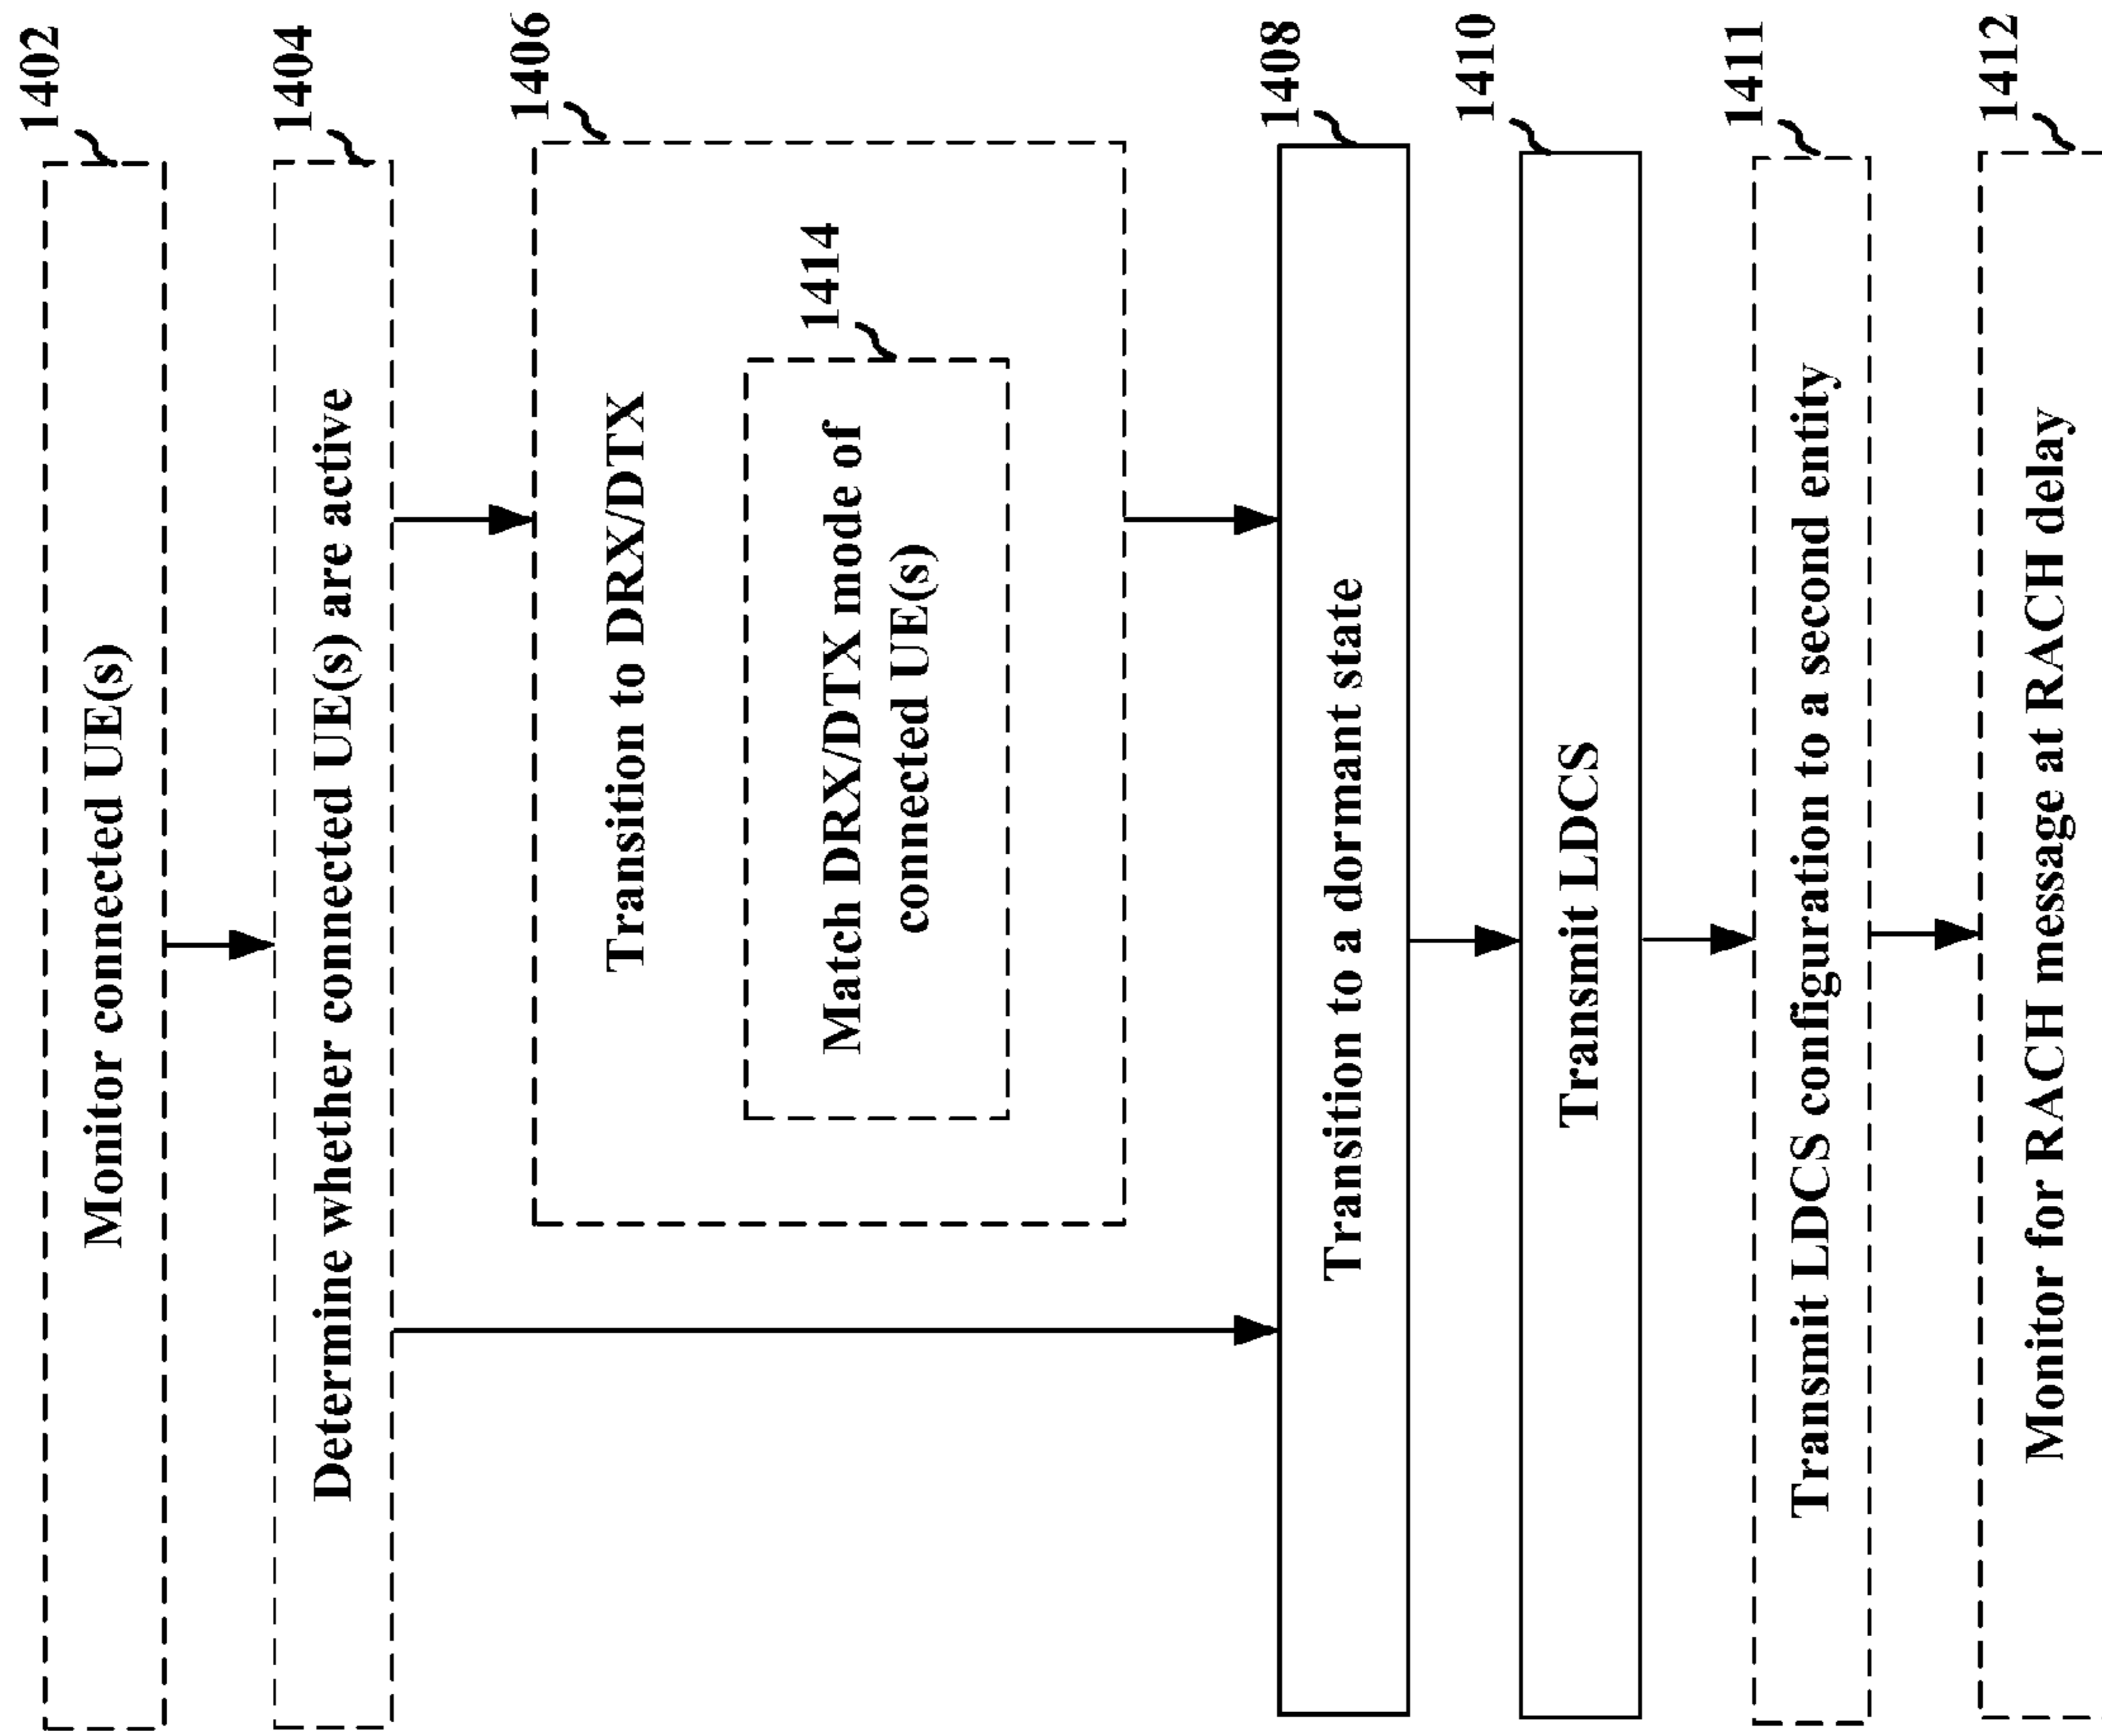 1402
Monitor connected UE(s)
1404
Determine whether connected UE(s) are active
1406
Transition to DRX/DTX
1414
Match DRX/DTX mode of
connected UE(s)
1408
Transition to a dormant state
1410
Transmit LDCS
1411
Transmit LDCS configuration to a second entity
1412
Monitor for RACH message at RACH delay